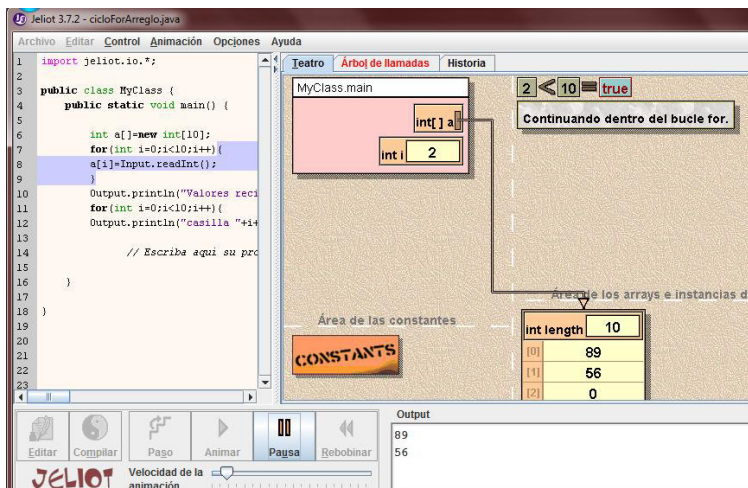 Jeliot 3.7.2 - cicloForArreglo.java
Archivo Editar Control Animación Opciones Ayuda
1 import jeliot.io.*;
2
3 public class MyClass {
4 public static void main() {
5
6 int a[]=new int[10];
7 for(int i=0;i<10;i++){
8 a[i]=Input.readInt();
9 }
10 Output.println("Valores reci
11 for(int i=0;i<10;i++){
12 Output.println("casilla "+i+
13
14 // Escriba aqui su pro
15
16 }
17
18 }
19
20
21
22
23
Teatro Árbol de llamadas Historia
MyClass.main
int[ ] a
int i 2
2 < 10 = true
Continuando dentro del bucle for.
Área de las constantes
CONSTANTS
Área de los arrays e instancias d
int length 10
[0] 89
[1] 56
[2] 0
Editar Compilar Paso Animar Pausa Rebobinar
JELIOT
Velocidad de la
animación
Output
89
56